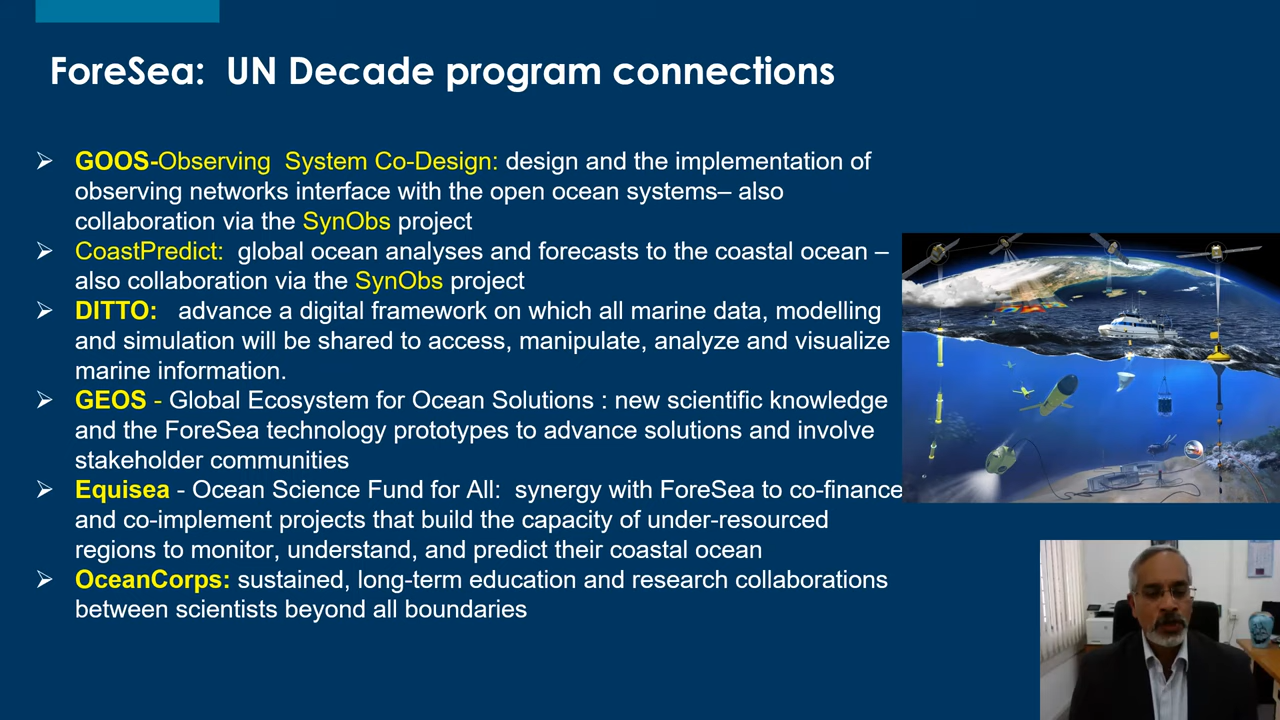 ForeSea:  UN Decade program connections
GOOS-Observing  System Co-Design: design and the implementation of
observing networks interface with the open ocean systems– also
collaboration via the SynObs project
CoastPredict:  global ocean analyses and forecasts to the coastal ocean –
also collaboration via the SynObs project
DITTO:   advance a digital framework on which all marine data, modelling
and simulation will be shared to access, manipulate, analyze and visualize
marine information.
GEOS - Global Ecosystem for Ocean Solutions : new scientific knowledge
and the ForeSea technology prototypes to advance solutions and involve
stakeholder communities
Equisea - Ocean Science Fund for All:  synergy with ForeSea to co-finance
and co-implement projects that build the capacity of under-resourced
regions to monitor, understand, and predict their coastal ocean
OceanCorps: sustained, long-term education and research collaborations
between scientists beyond all boundaries